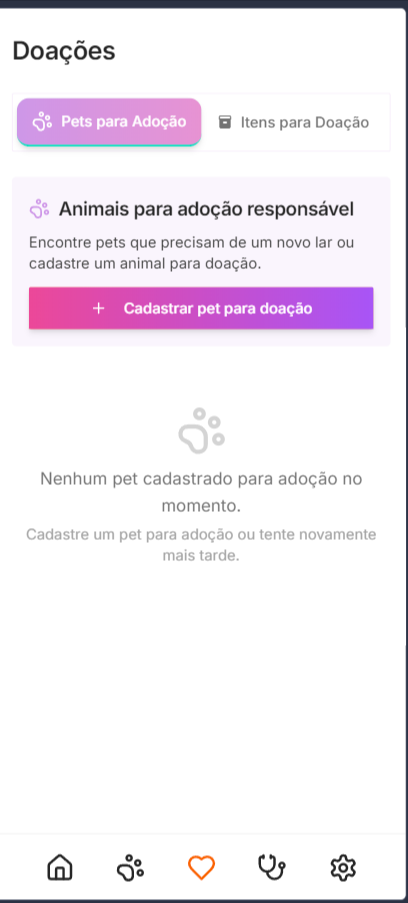 Doações
Pets para Adoção
Itens para Doação
Animais para adoção responsável
Encontre pets que precisam de um novo lar ou
cadastre um animal para doação.
+ Cadastrar pet para doação
Nenhum pet cadastrado para adoção no
momento.
Cadastre um pet para adoção ou tente novamente
mais tarde.